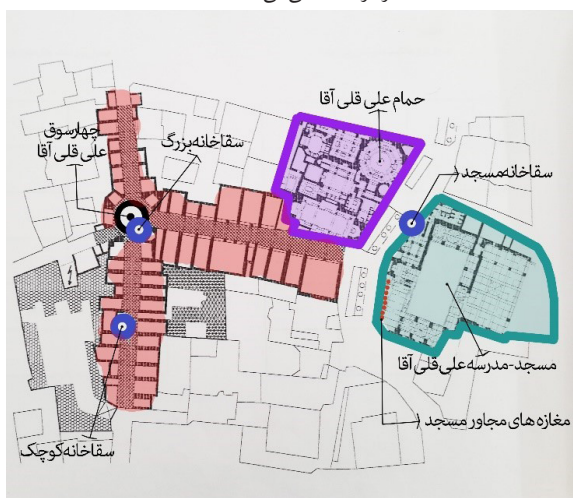 حمام علی قلی آقا
چهارسوق
علی قلی آقا
سقاخانه بزرگ
سقاخانه مسجد
مسجد-مدرسه علی قلی آقا
مغازه های مجاور مسجد
سقاخانه کوچک